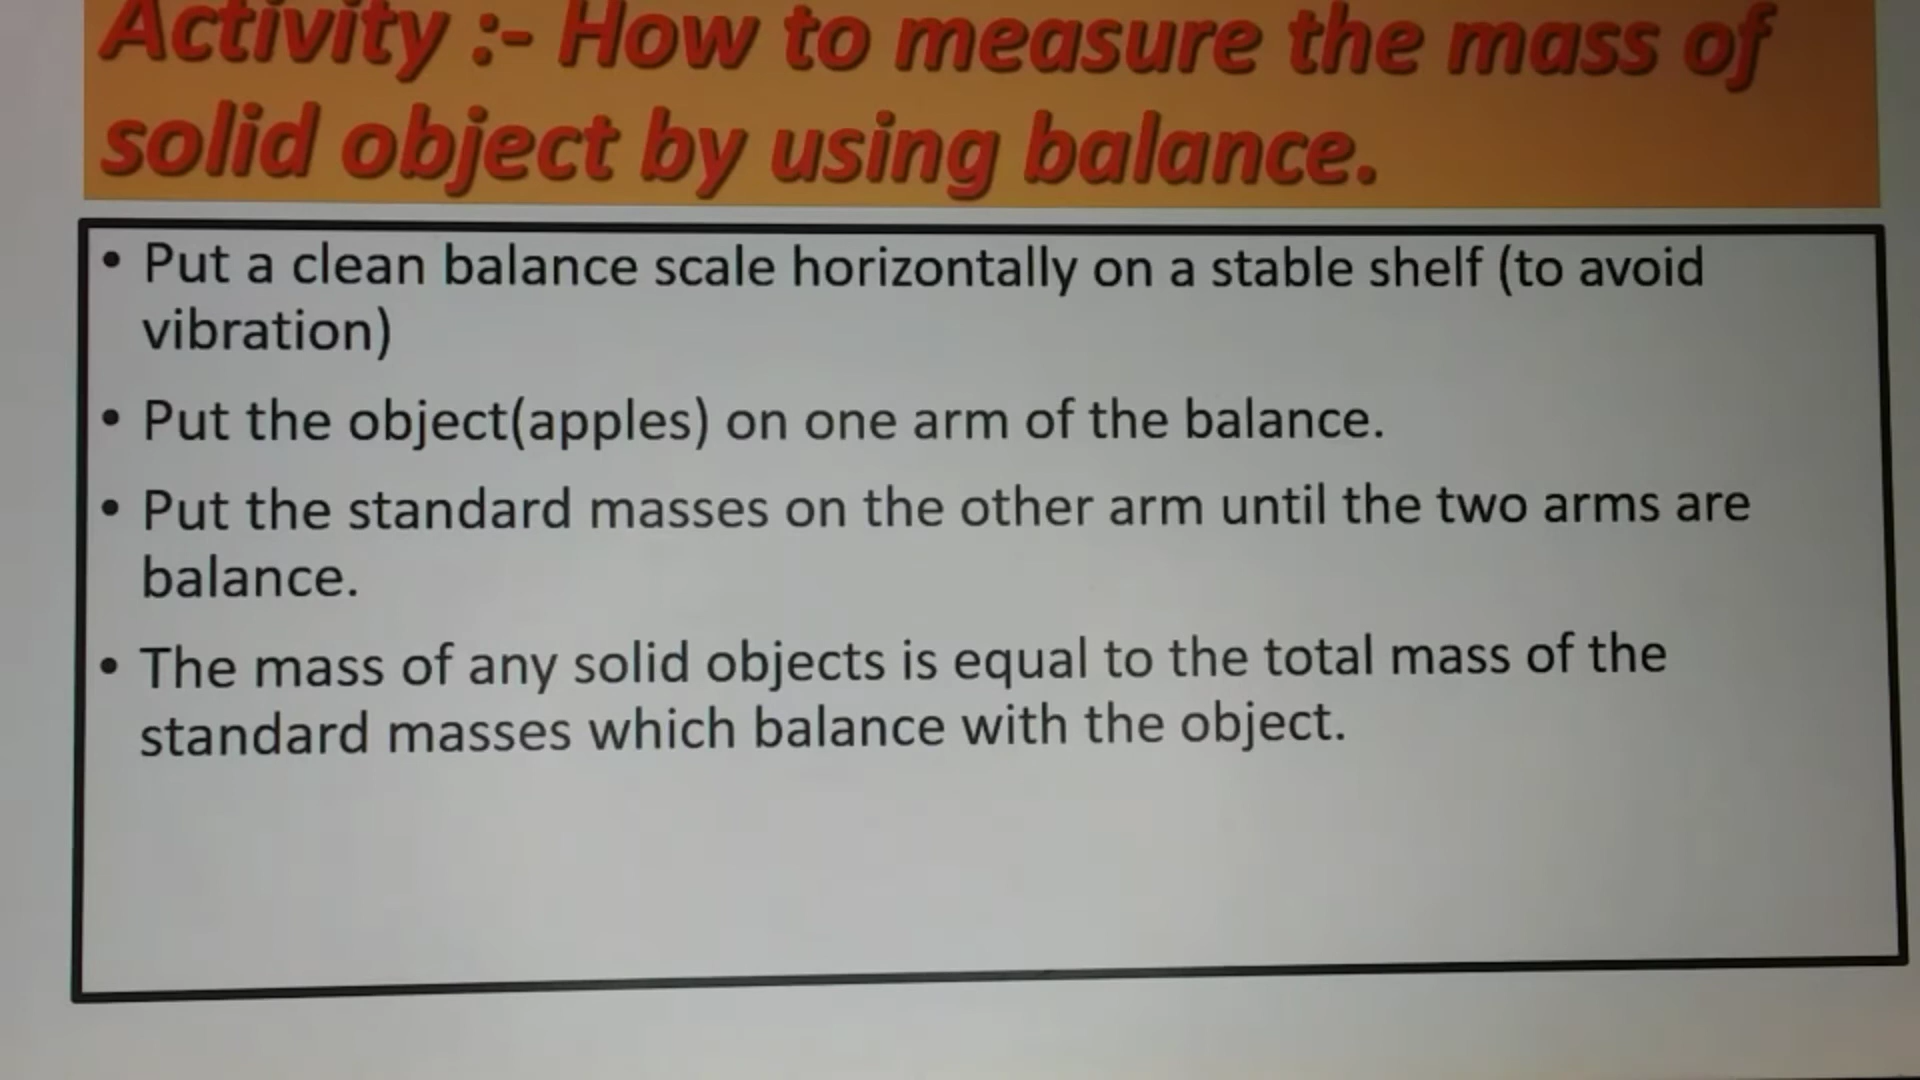 Activity :- How to measure the mass of
solid object by using balance.
• Put a clean balance scale horizontally on a stable shelf (to avoid
vibration)
• Put the object(apples) on one arm of the balance.
• Put the standard masses on the other arm until the two arms are
balance.
• The mass of any solid objects is equal to the total mass of the
standard masses which balance with the object.